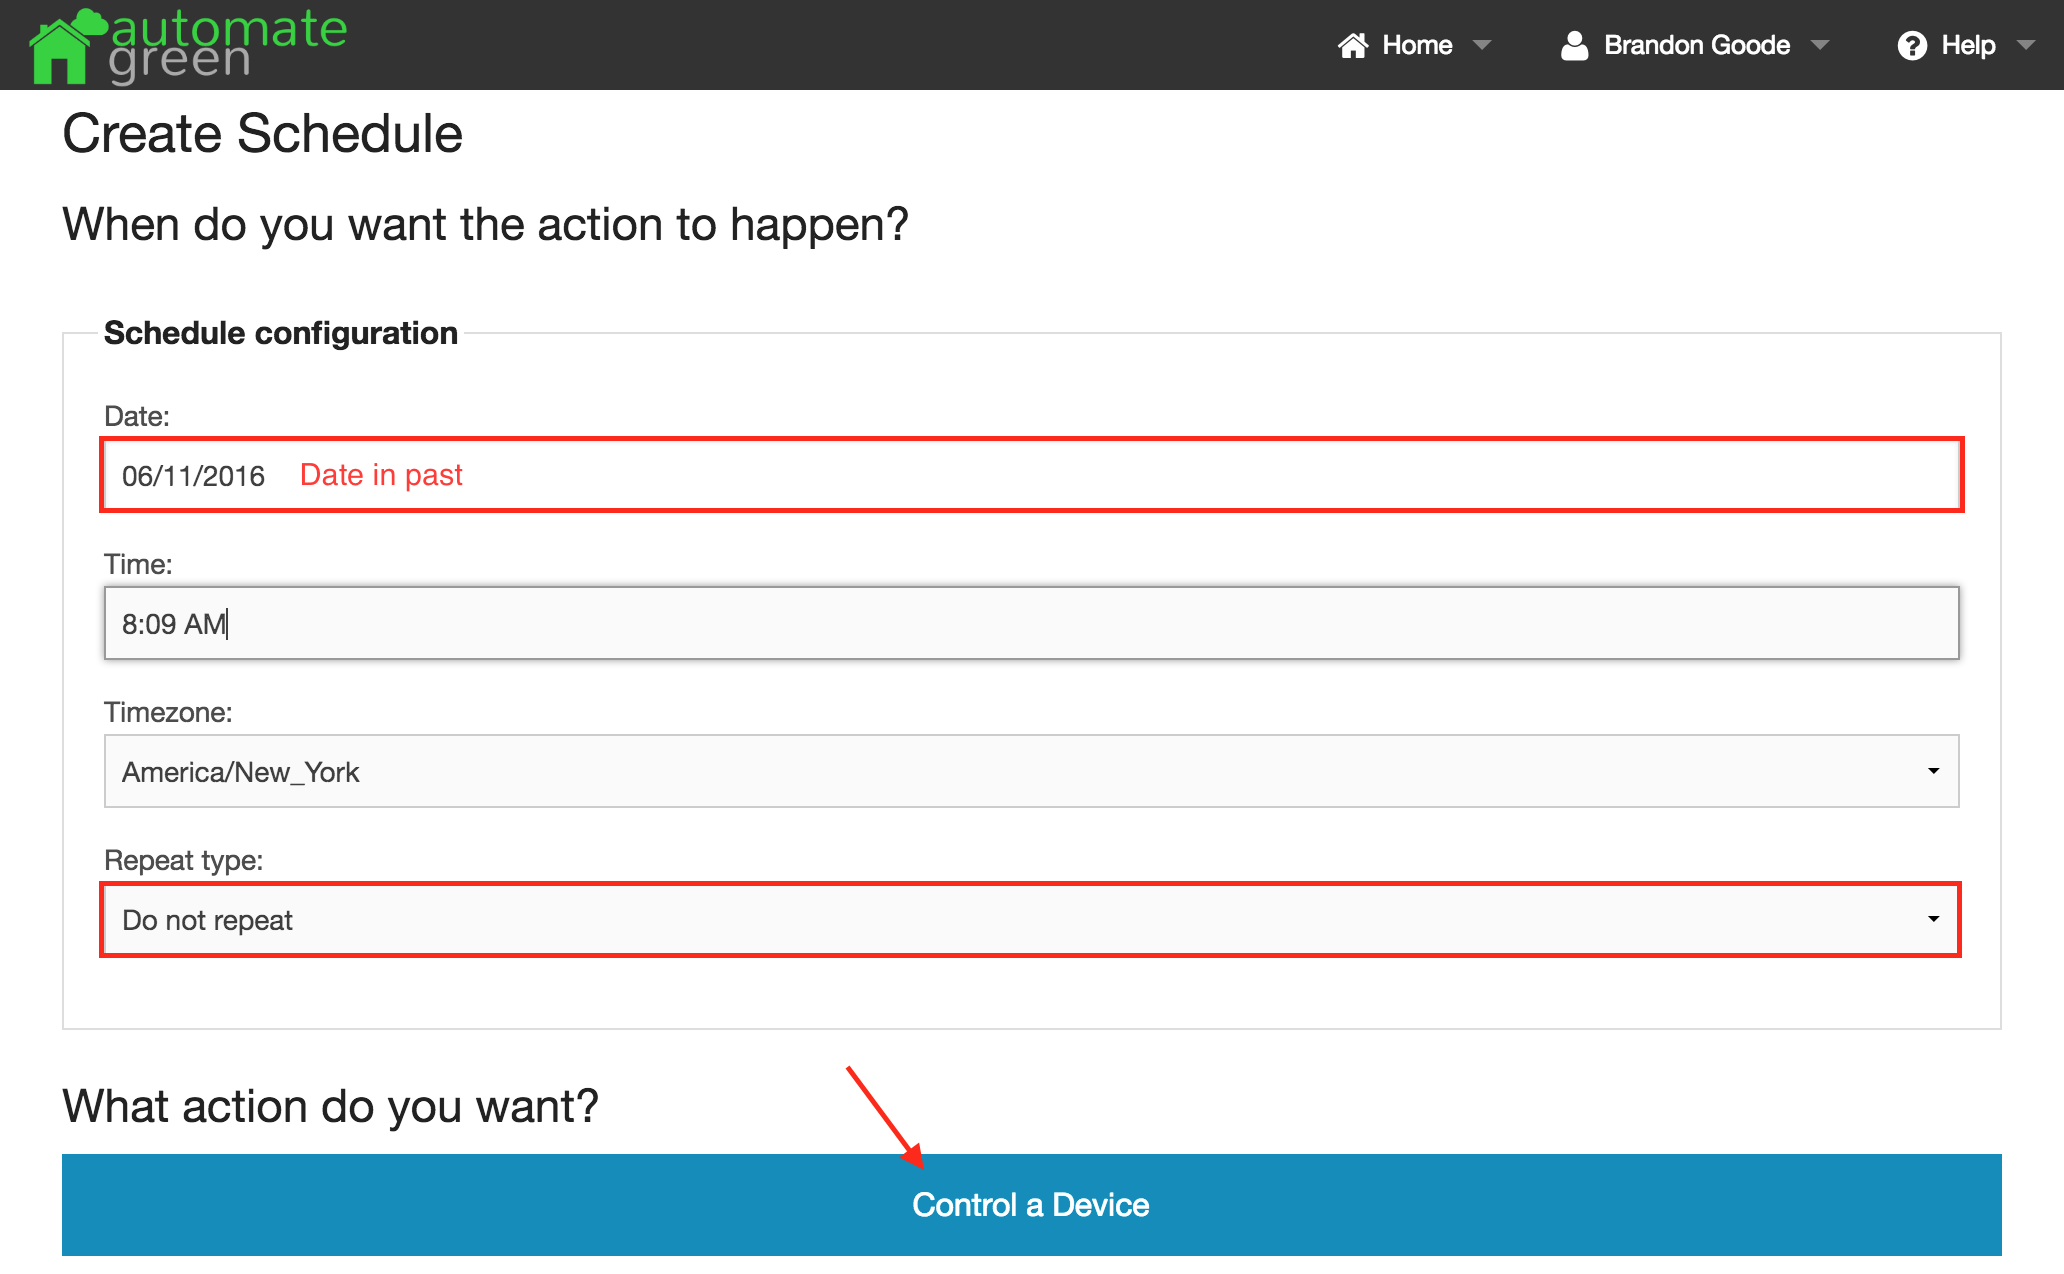 automate
green
Home
Brandon Goode
Help
Create Schedule
When do you want the action to happen?
Schedule configuration
Date:
06/11/2016 Date in past
Time:
8:09 AM
Timezone:
America/New_York
Repeat type:
Do not repeat
What action do you want?
Control a Device